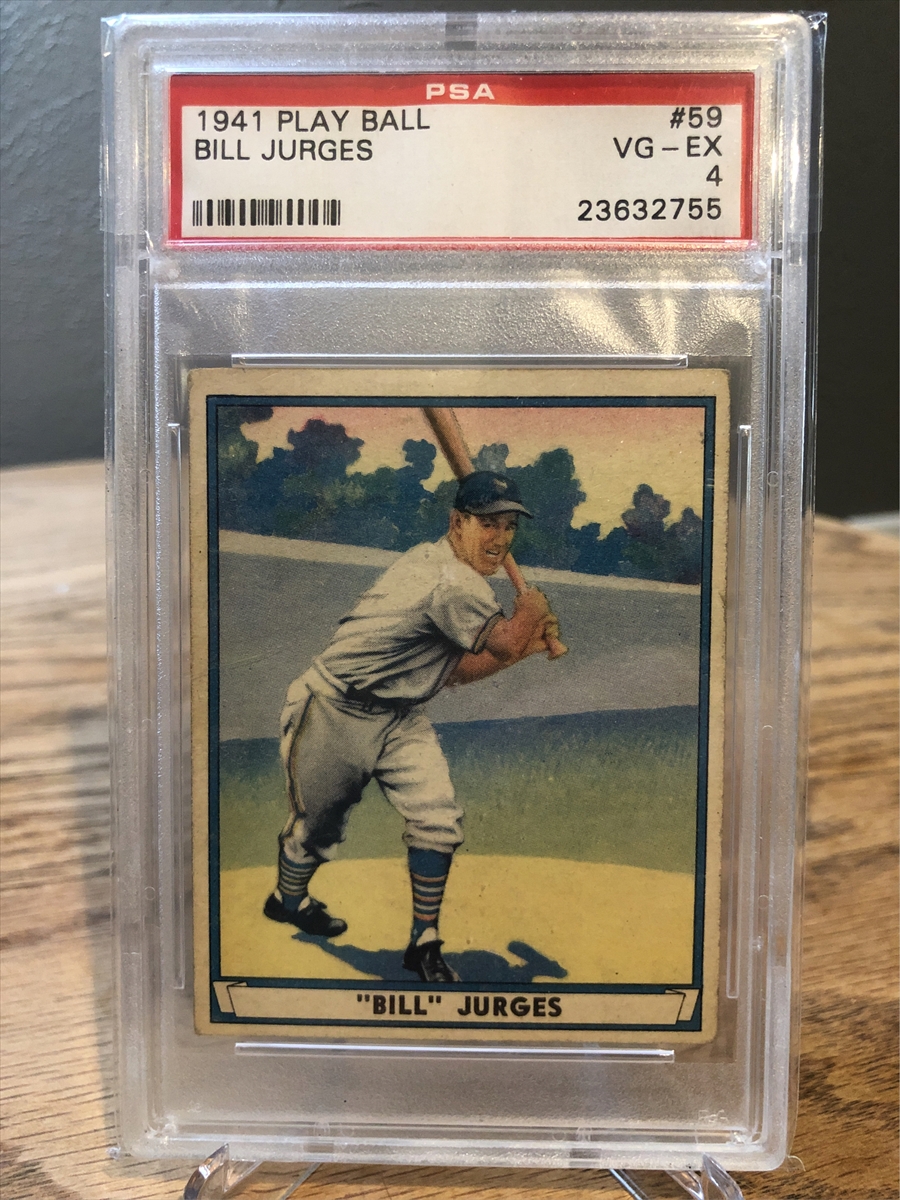 PSA
1941 PLAY BALL #59
BILL JURGES VG-EX
4
23632755
"BILL" JURGES